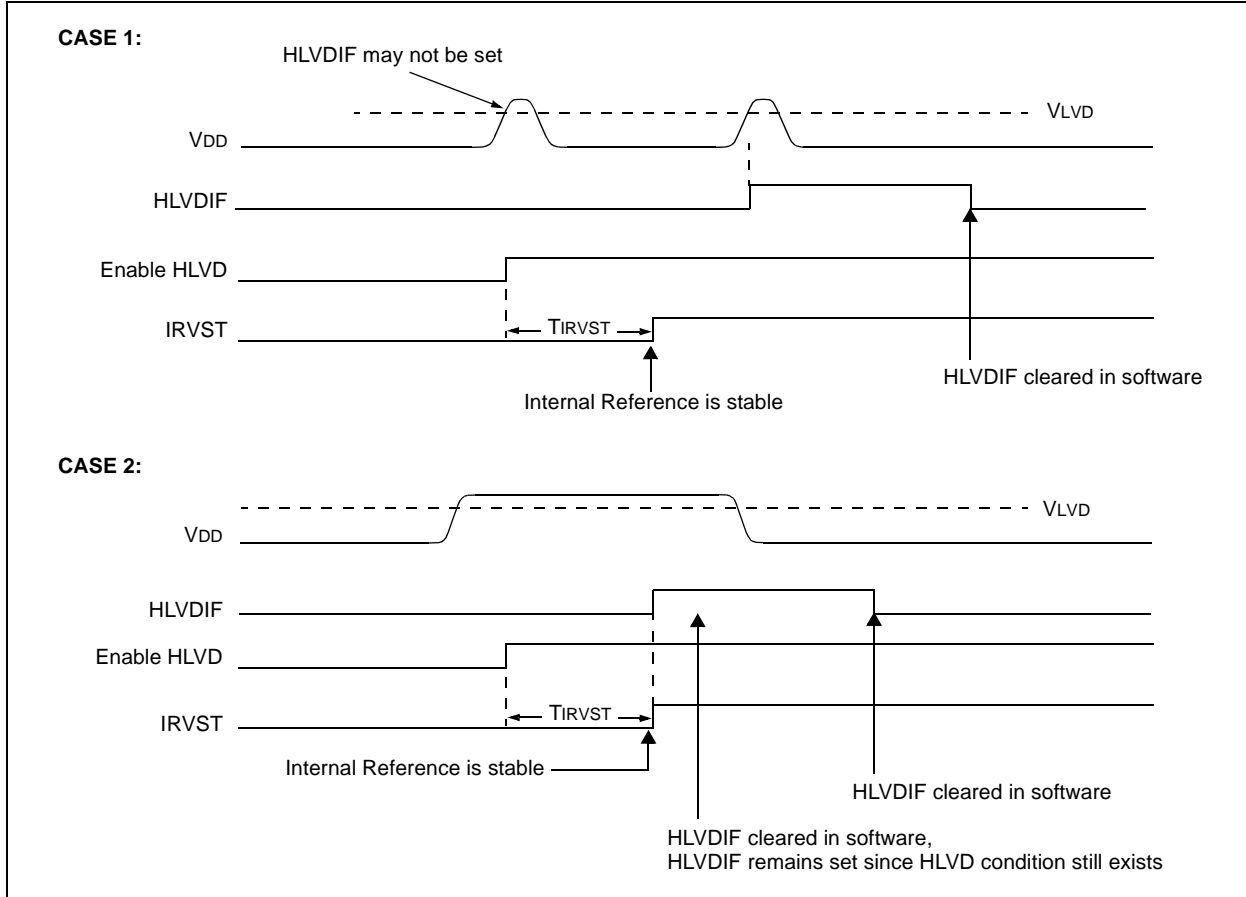 CASE 1:
HLVDIF may not be set
VLVD
VDD
HLVDIF
Enable HLVD
IRVST
TIRVST
HLVDIF cleared in software
Internal Reference is stable
CASE 2:
VLVD
VDD
HLVDIF
Enable HLVD
IRVST
TIRVST
Internal Reference is stable
HLVDIF cleared in software
HLVDIF cleared in software,
HLVDIF remains set since HLVD condition still exists